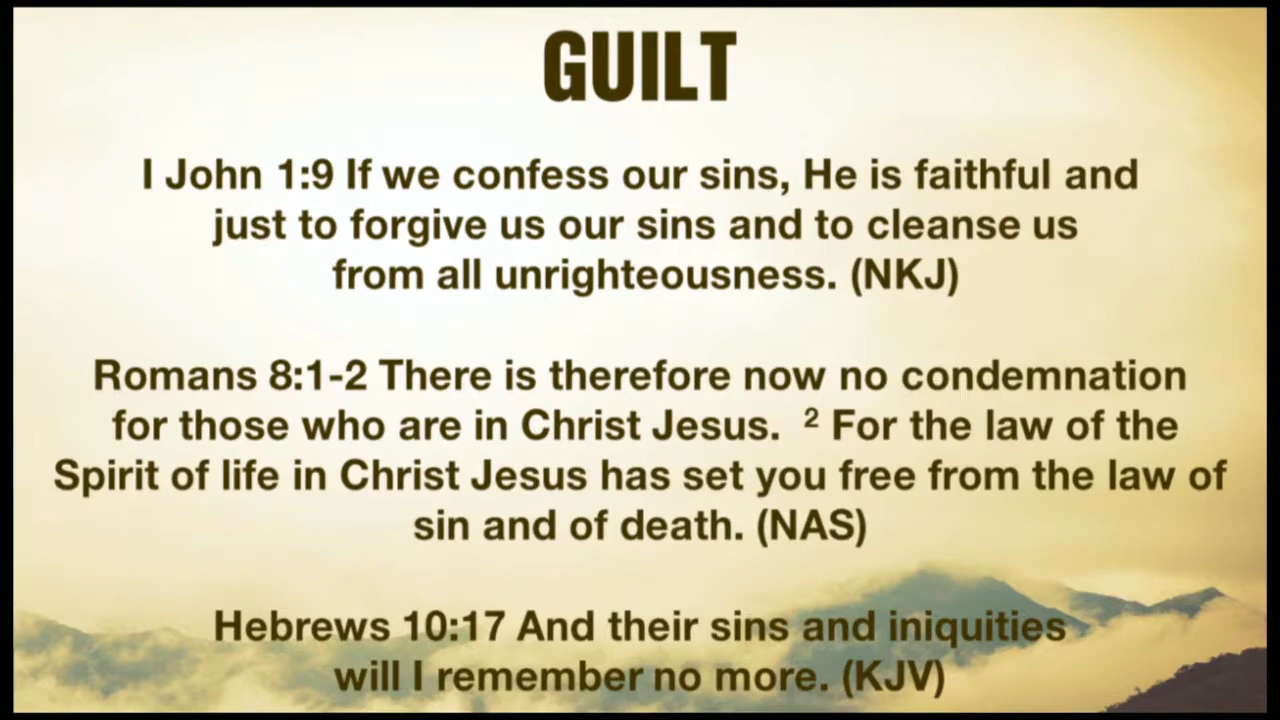 GUILT
I John 1:9 If we confess our sins, He is faithful and
just to forgive us our sins and to cleanse us
from all unrighteousness. (NKJ)
Romans 8:1-2 There is therefore now no condemnation
for those who are in Christ Jesus. ² For the law of the
Spirit of life in Christ Jesus has set you free from the law of
sin and of death. (NAS)
Hebrews 10:17 And their sins and iniquities
will I remember no more. (KJV)